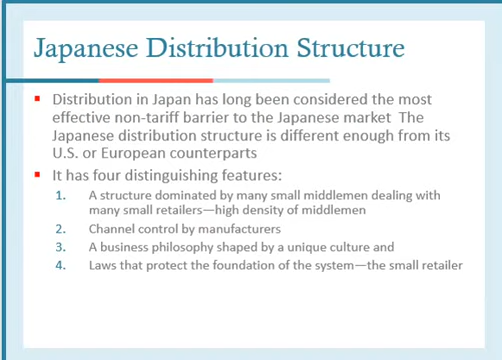 Japanese Distribution Structure
▪ Distribution in Japan has long been considered the most
effective non-tariff barrier to the Japanese market  The
Japanese distribution structure is different enough from its
U.S. or European counterparts
▪ It has four distinguishing features:
1. A structure dominated by many small middlemen dealing with
many small retailers—high density of middlemen
2. Channel control by manufacturers
3. A business philosophy shaped by a unique culture and
4. Laws that protect the foundation of the system—the small retailer